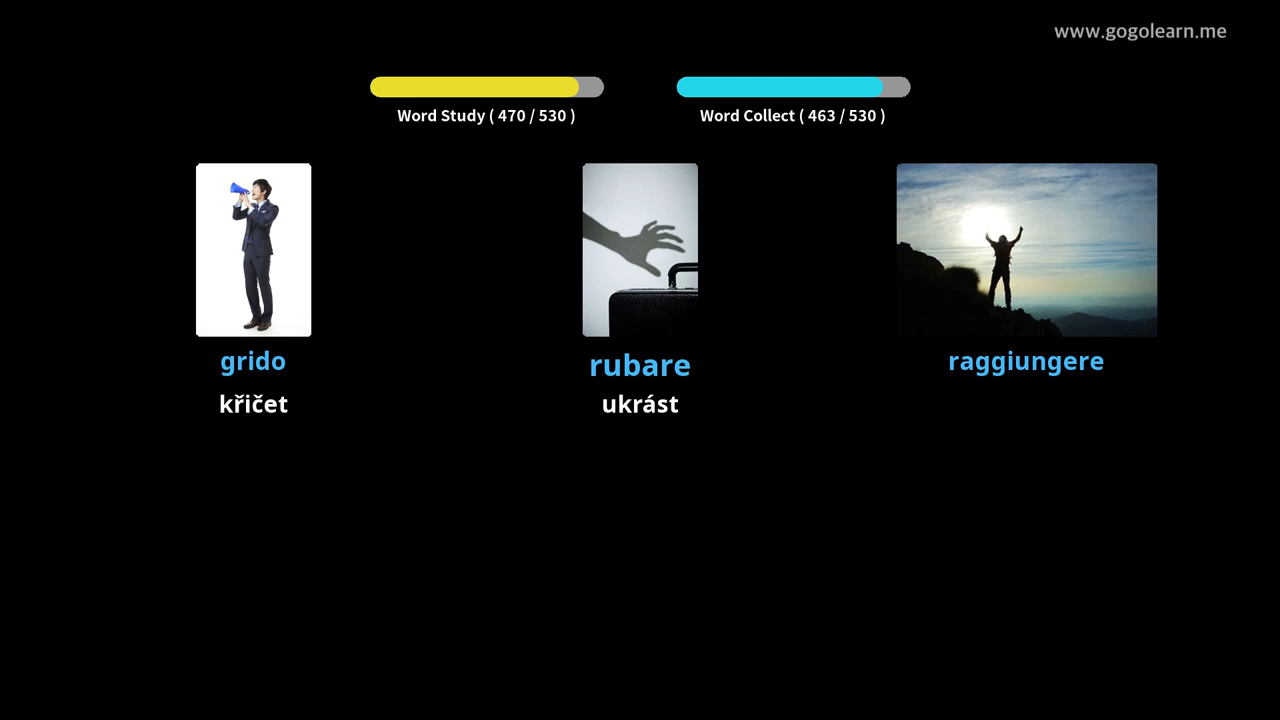 www.gogolearn.me
Word Study ( 470 / 530 )
Word Collect ( 463 / 530 )
grido
rubare
raggiungere
křičet
ukrást